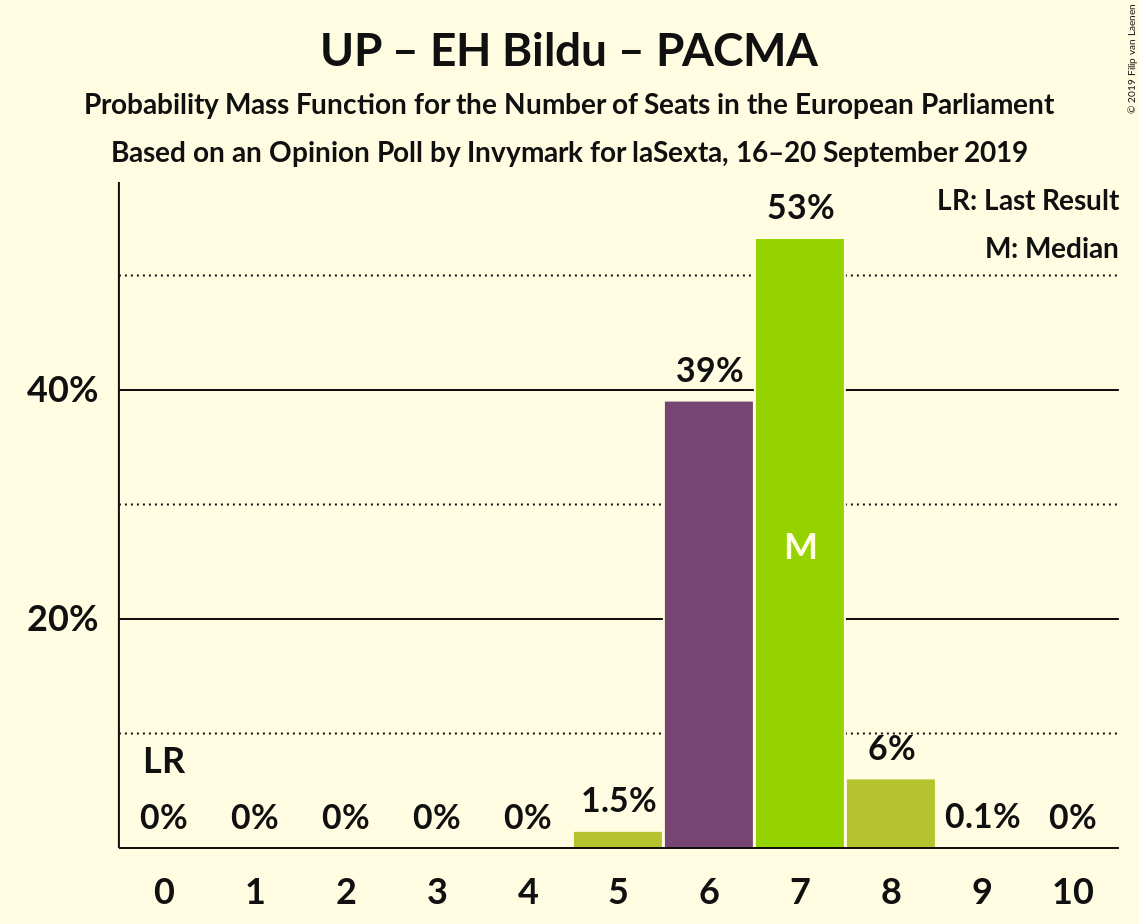 UP – EH Bildu – PACMA
Probability Mass Function for the Number of Seats in the European Parliament
Based on an Opinion Poll by Invymark for laSexta, 16–20 September 2019
© 2019 Filip van Laenen
LR: Last Result
M: Median
53%
39%
40%
M
20%
LR
6%
1.5%
0% 0% 0% 0% 0% 0.1% 0%
0 1 2 3 4 5 6 7 8 9 10